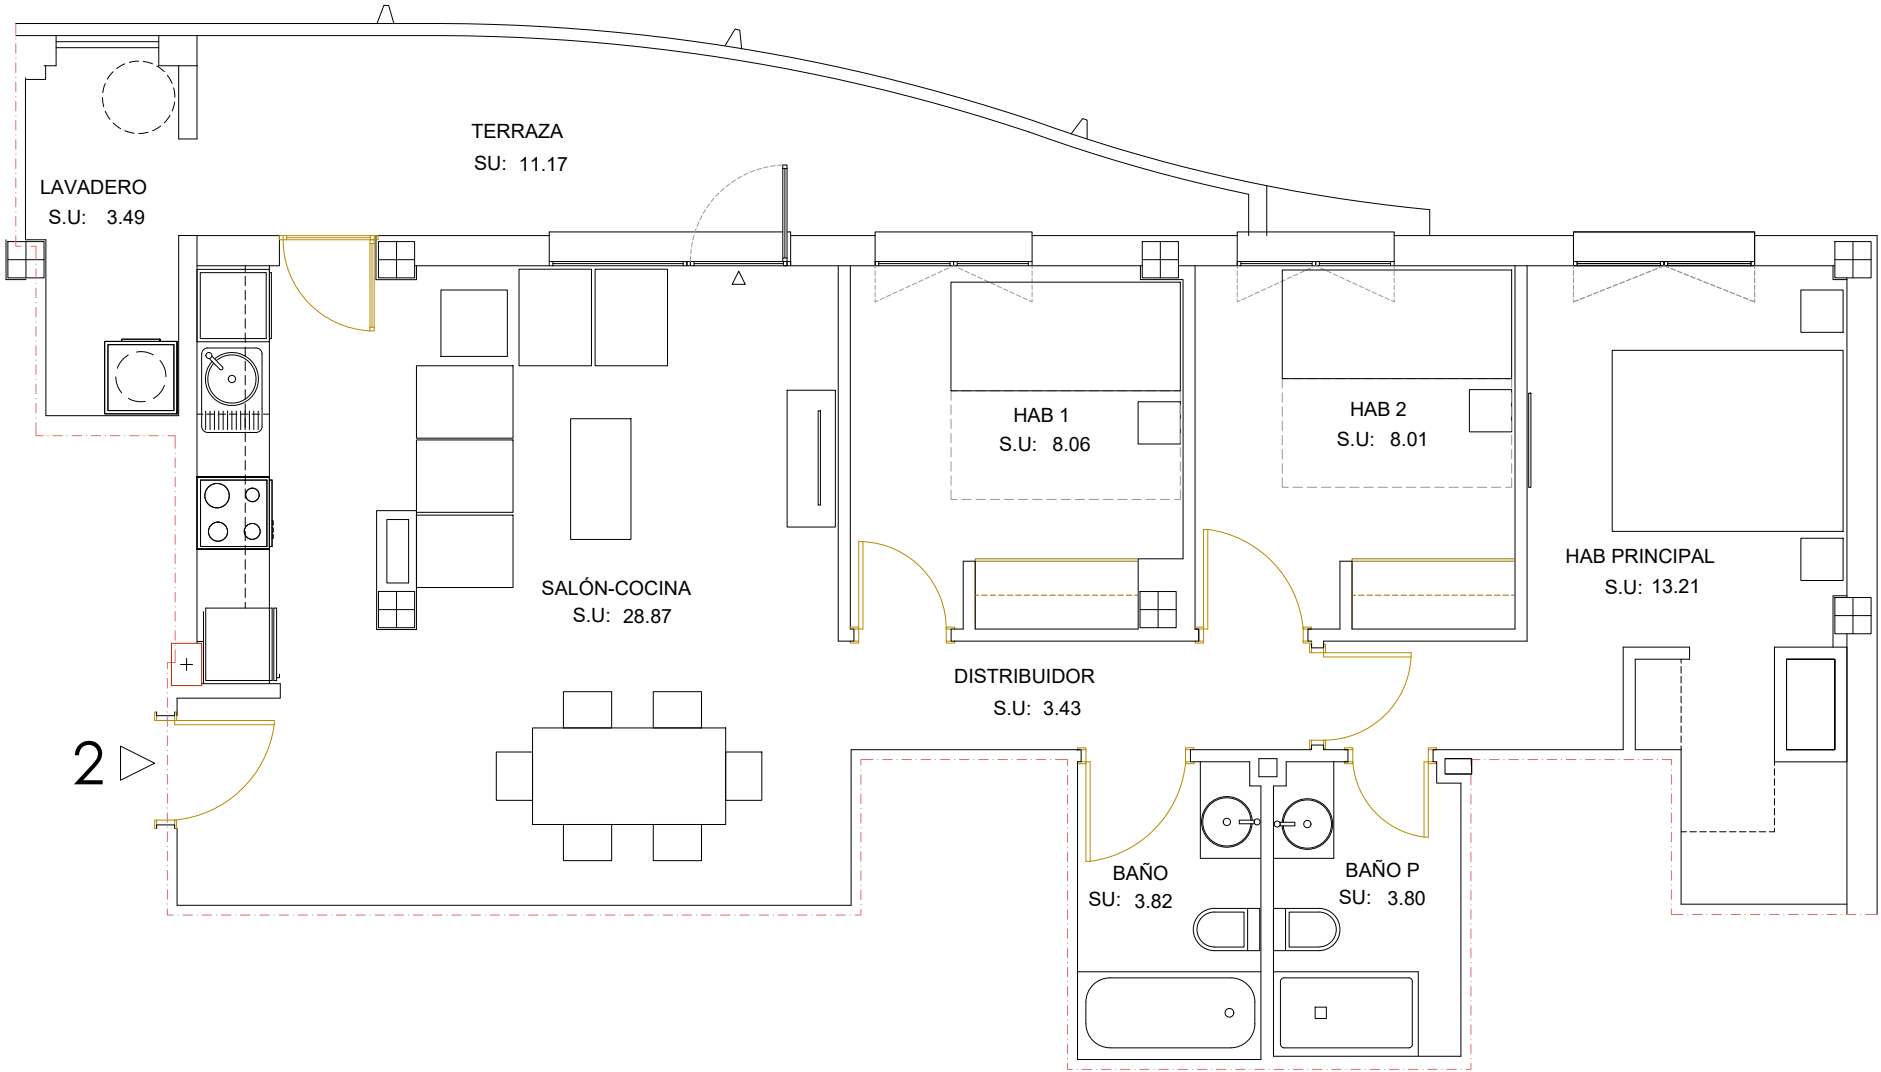 TERRAZA
SU: 11.17
LAVADERO
S.U: 3.49
HAB 1
S.U: 8.06
HAB 2
S.U: 8.01
HAB PRINCIPAL
S.U: 13.21
SALÓN-COCINA
S.U: 28.87
DISTRIBUIDOR
S.U: 3.43
2
BAÑO
SU: 3.82
BAÑO P
SU: 3.80